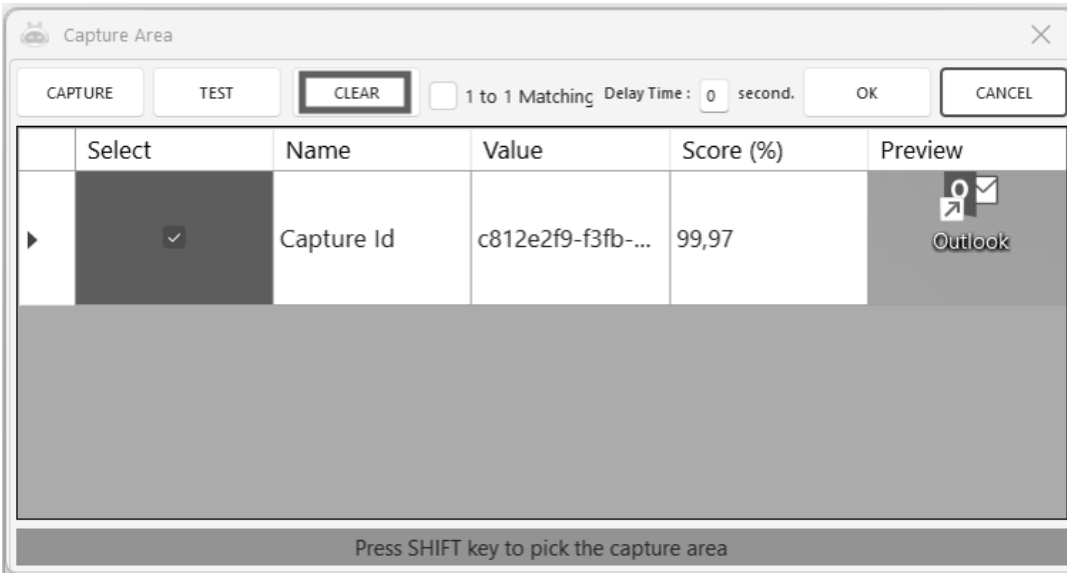 Capture Area
CAPTURE TEST CLEAR 1 to 1 Matching Delay Time : 0 second. OK CANCEL
Select Name Value Score (%) Preview
Capture Id c812e2f9-f3fb-... 99,97 Outlook
Press SHIFT key to pick the capture area